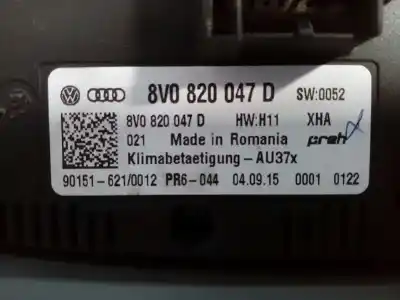 8V0 820 047 D SW:0052
8V0 820 047 D HW:H11 XHA
021 Made in Romania preh
Klimabetaetigung-AU37x
90151-621/0012 PR6-044 04.09.15 0001 0122